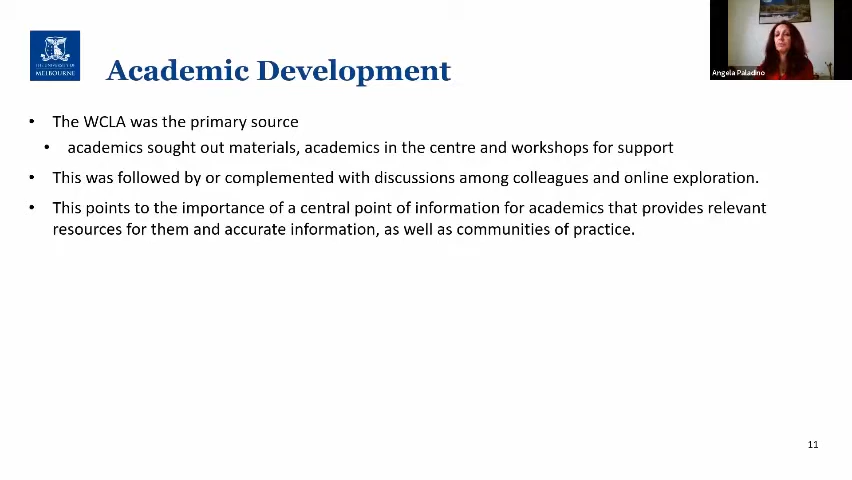 THE UNIVERSITY OF
MELBOURNE
Academic Development
Angela Paladino
• The WCLA was the primary source
• academics sought out materials, academics in the centre and workshops for support
• This was followed by or complemented with discussions among colleagues and online exploration.
• This points to the importance of a central point of information for academics that provides relevant
resources for them and accurate information, as well as communities of practice.
11